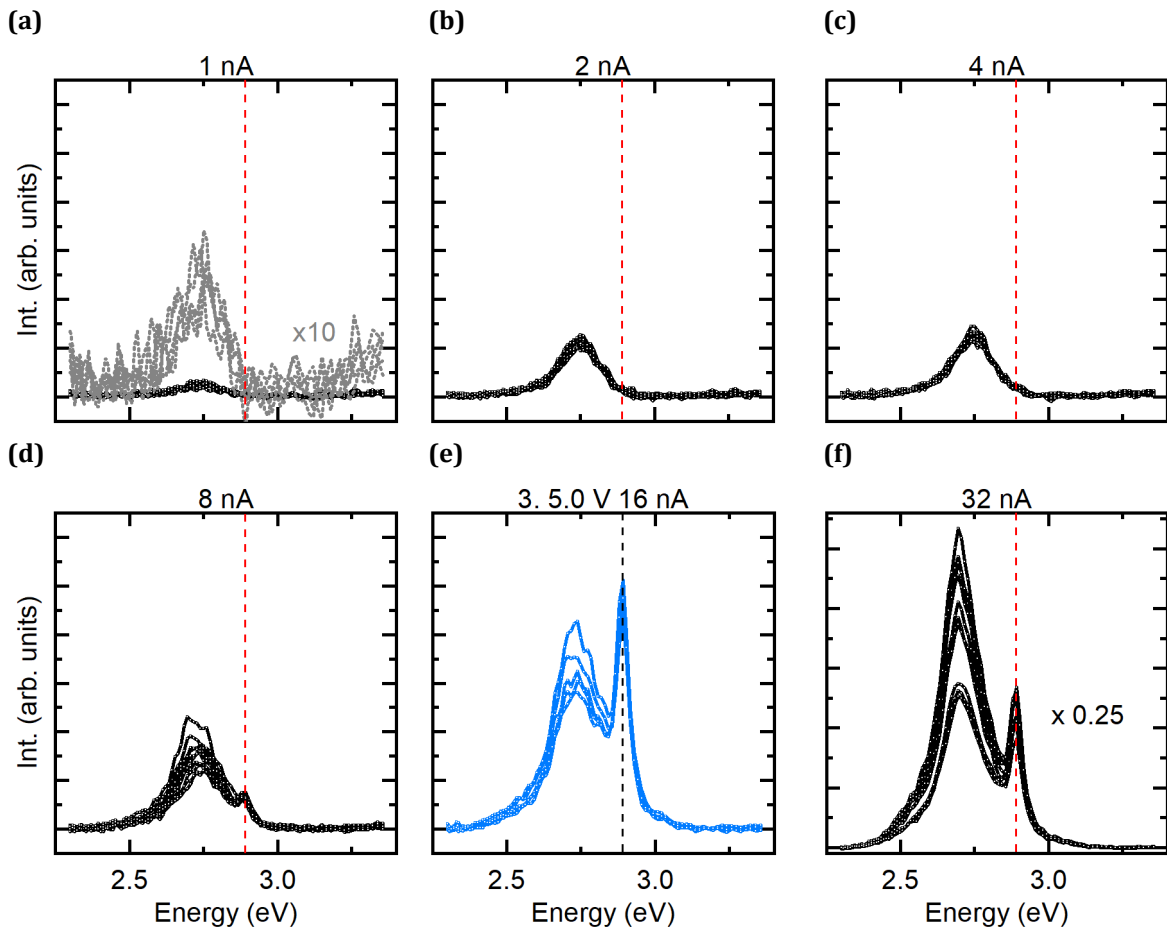 (a)
(b)
(c)
1 nA
2 nA
4 nA
Int. (arb. units)
x10
(d)
(e)
(f)
8 nA
3. 5.0 V 16 nA
32 nA
Int. (arb. units)
x 0.25
2.5
3.0
2.5
3.0
2.5
3.0
Energy (eV)
Energy (eV)
Energy (eV)